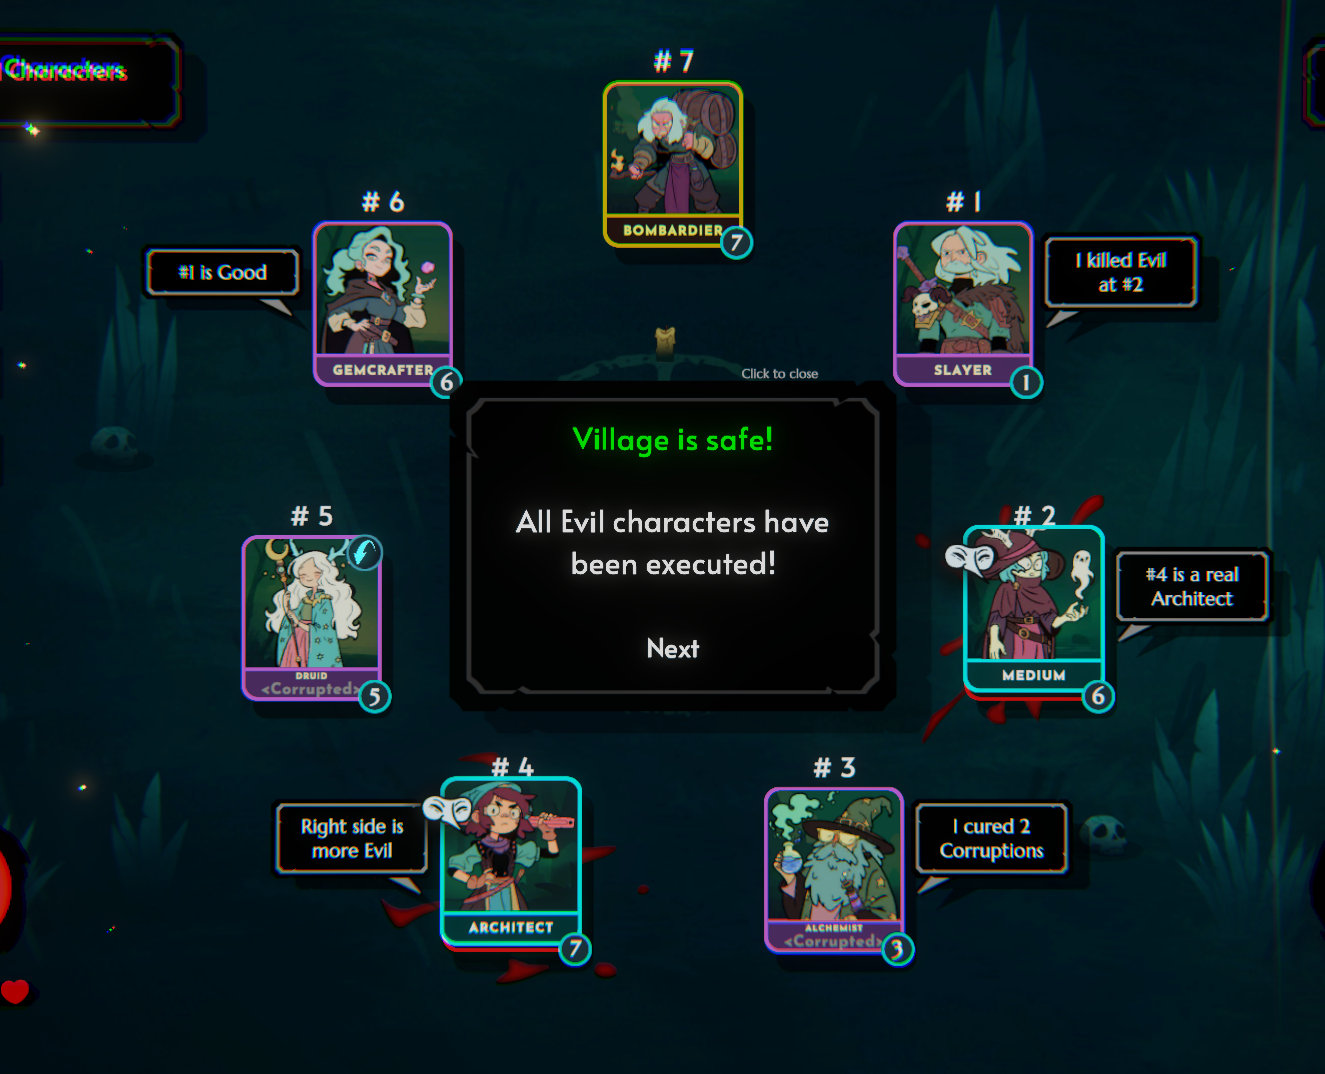 Characters
# 7
BOMBARDIER
7
# 6
#1 is Good
GEMCRAFTER
6
# 1
I killed Evil
at #2
SLAYER
1
Click to close
Village is safe!
All Evil characters have
been executed!
Next
# 5
DRUID
<Corrupted>
5
# 2
#4 is a real
Architect
MEDIUM
6
# 4
Right side is
more Evil
ARCHITECT
7
# 3
I cured 2
Corruptions
ALCHEMIST
<Corrupted>
3